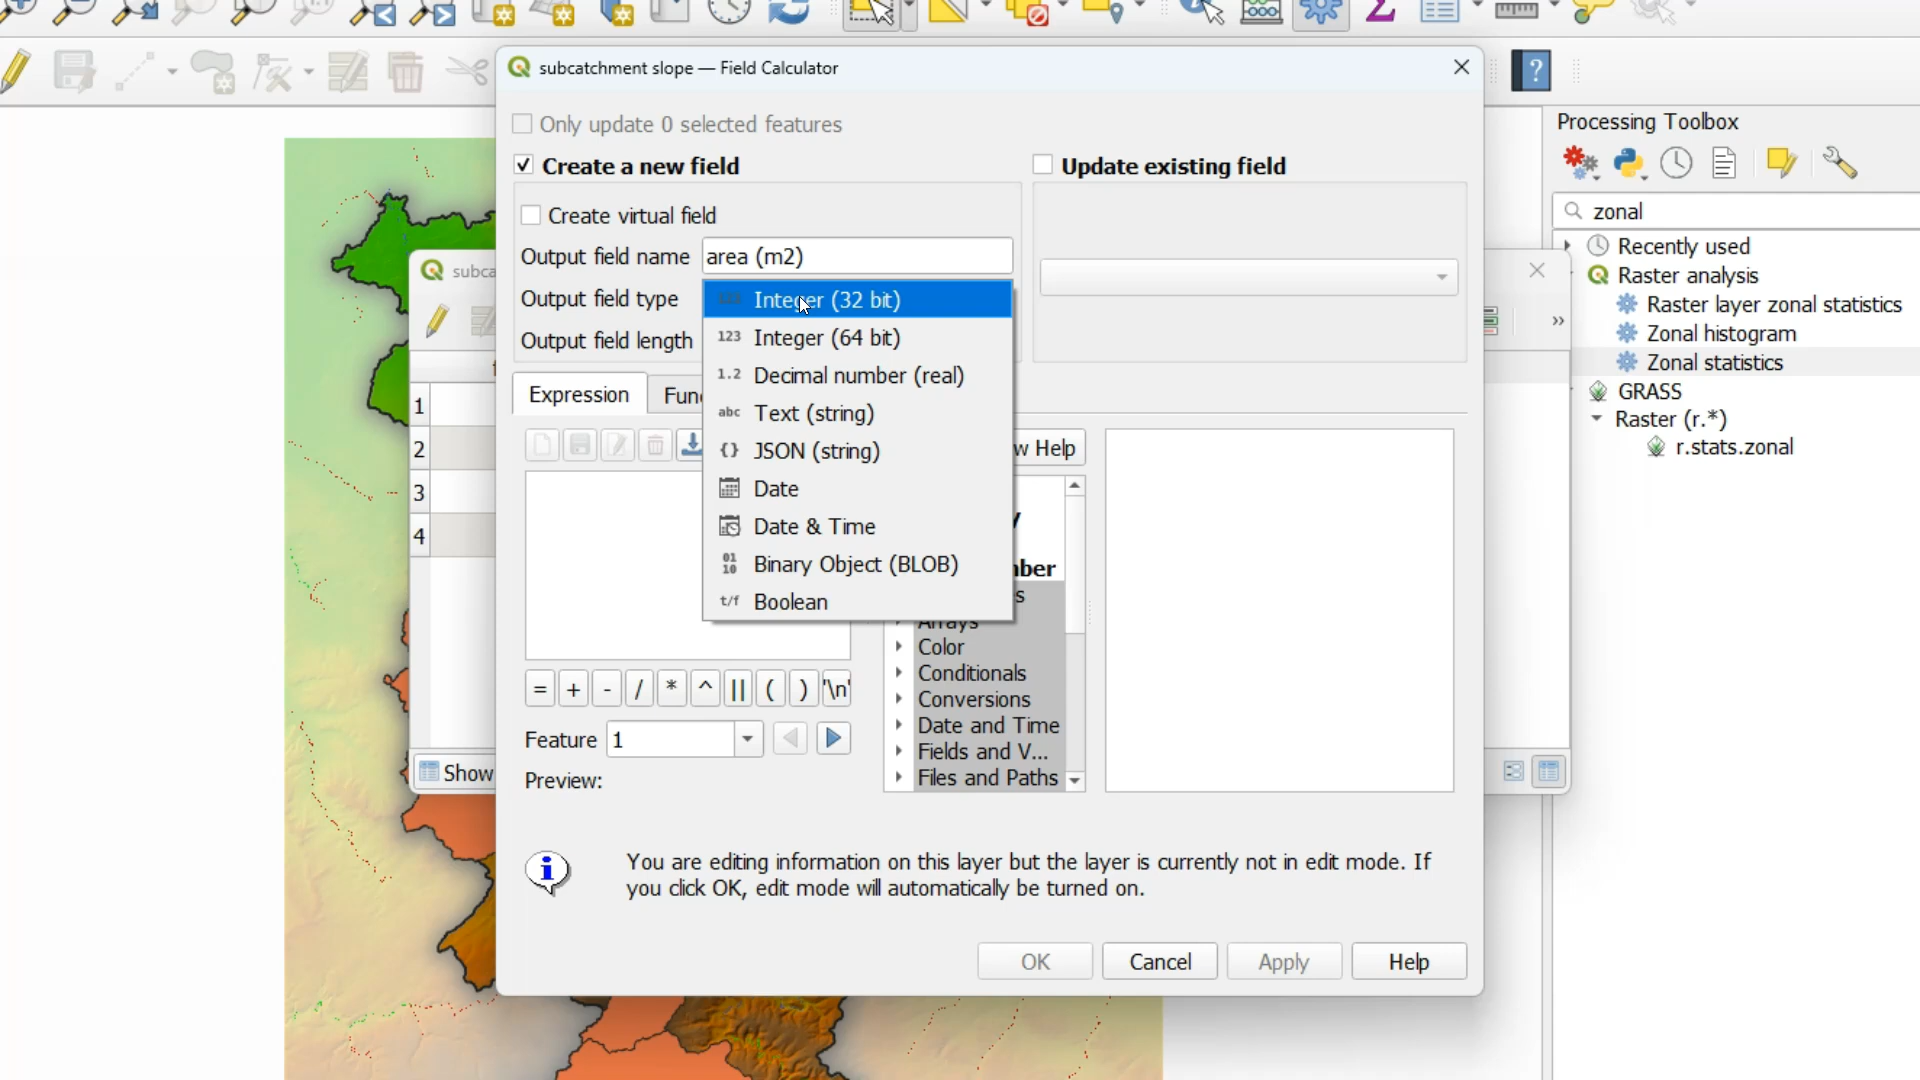 subcatchment slope — Field Calculator
Only update 0 selected features
Create a new field
Update existing field
Create virtual field
Output field name area (m2)
Output field type
Output field length
123 Integer (32 bit)
123 Integer (64 bit)
1.2 Decimal number (real)
abc Text (string)
{} JSON (string)
Date
Date & Time
01 10 Binary Object (BLOB)
t/f Boolean
Expression
w Help
Arrays
Color
Conditionals
Conversions
Date and Time
Fields and V...
Files and Paths
= + - / * ^ || ( ) '\n'
Feature 1
Preview:
You are editing information on this layer but the layer is currently not in edit mode. If
you click OK, edit mode will automatically be turned on.
OK Cancel Apply Help
1
2
3
4
Show
Processing Toolbox
zonal
Recently used
Raster analysis
Raster layer zonal statistics
Zonal histogram
Zonal statistics
GRASS
Raster (r.*)
r.stats.zonal